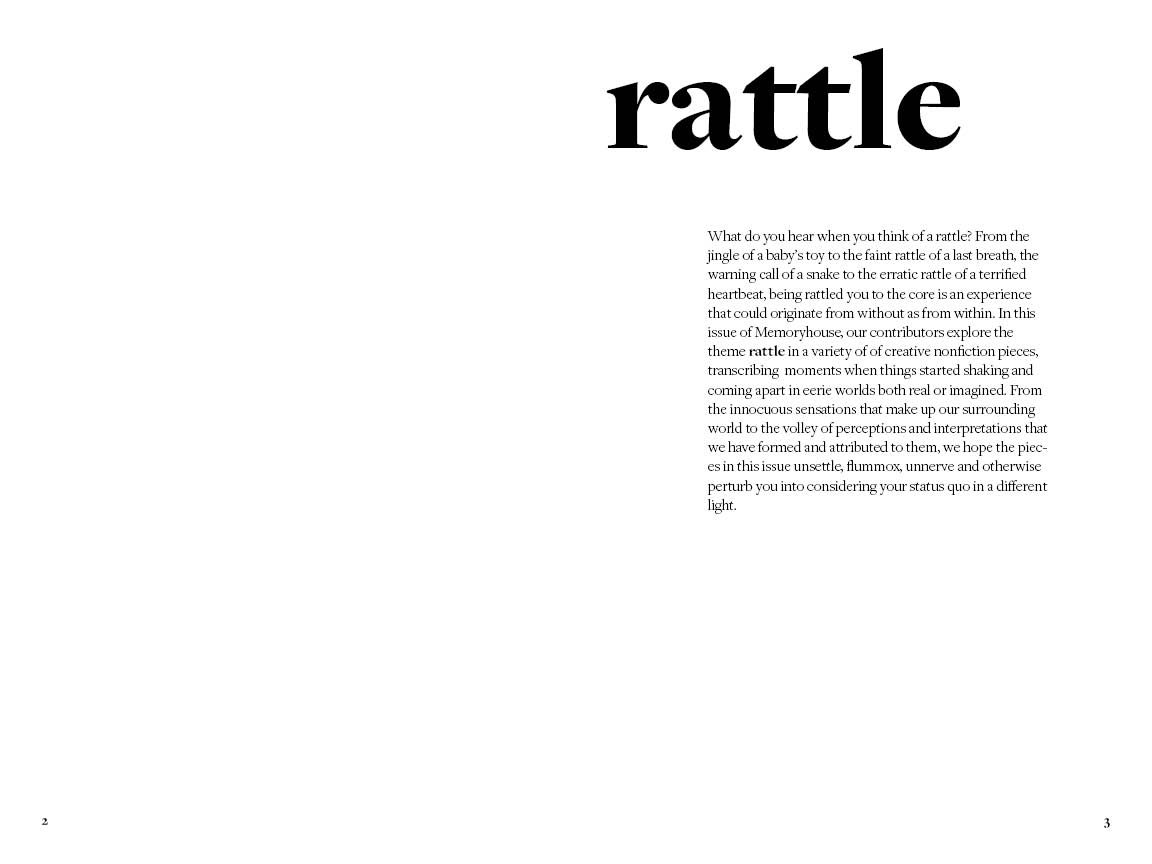 rattle
What do you hear when you think of a rattle? From the
jingle of a baby's toy to the faint rattle of a last breath, the
warning call of a snake to the erratic rattle of a terrified
heartbeat, being rattled you to the core is an experience
that could originate from without as from within. In this
issue of Memoryhouse, our contributors explore the
theme rattle in a variety of of creative nonfiction pieces,
transcribing  moments when things started shaking and
coming apart in eerie worlds both real or imagined. From
the innocuous sensations that make up our surrounding
world to the volley of perceptions and interpretations that
we have formed and attributed to them, we hope the piec-
es in this issue unsettle, flummox, unnerve and otherwise
perturb you into considering your status quo in a different
light.
2
3